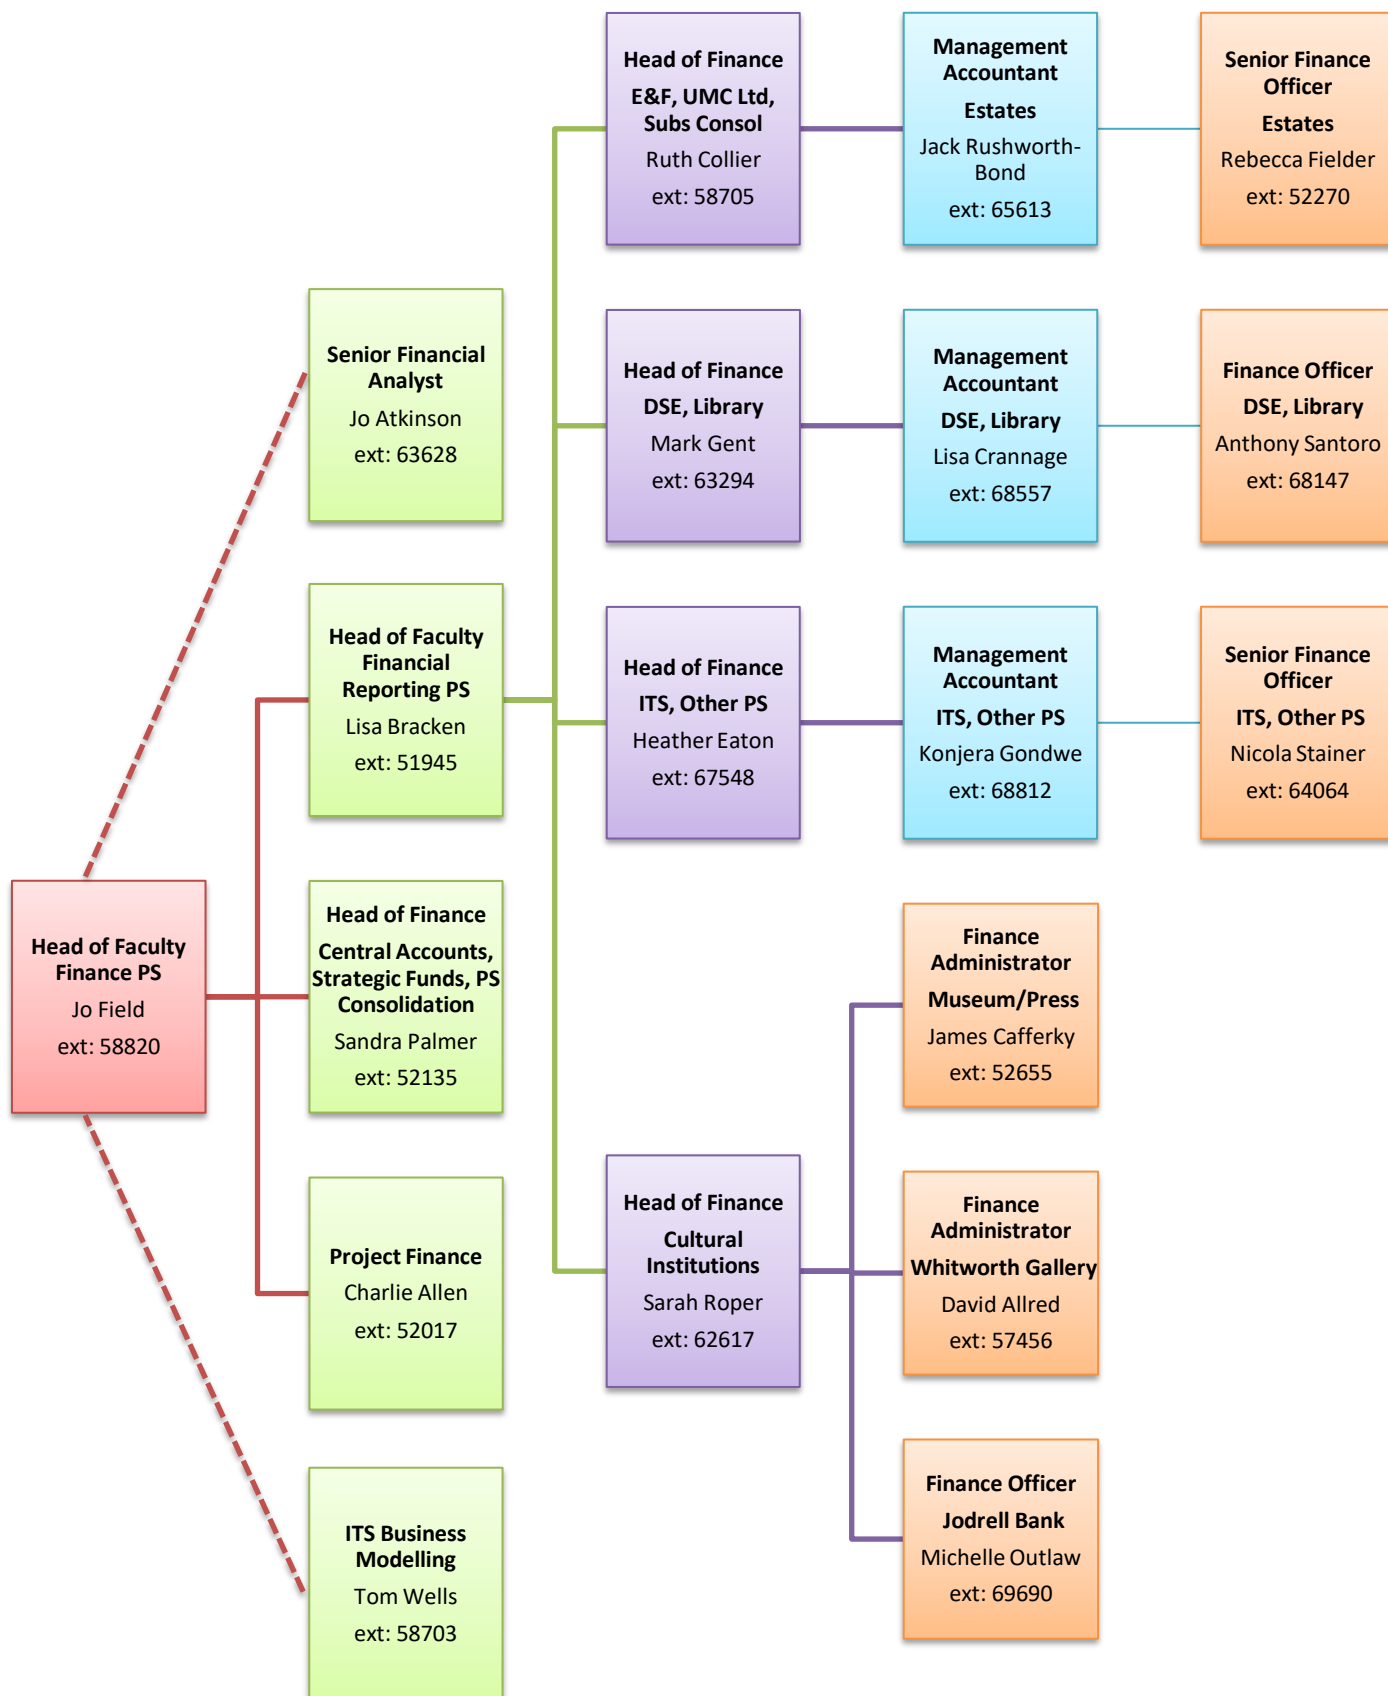 Head of Faculty
Finance PS
Jo Field
ext: 58820
Senior Financial
Analyst
Jo Atkinson
ext: 63628
Head of Faculty
Financial
Reporting PS
Lisa Bracken
ext: 51945
Head of Finance
Central Accounts,
Strategic Funds, PS
Consolidation
Sandra Palmer
ext: 52135
Project Finance
Charlie Allen
ext: 52017
ITS Business
Modelling
Tom Wells
ext: 58703
Head of Finance
E&F, UMC Ltd,
Subs Consol
Ruth Collier
ext: 58705
Management
Accountant
Estates
Jack Rushworth-
Bond
ext: 65613
Senior Finance
Officer
Estates
Rebecca Fielder
ext: 52270
Head of Finance
DSE, Library
Mark Gent
ext: 63294
Management
Accountant
DSE, Library
Lisa Crannage
ext: 68557
Finance Officer
DSE, Library
Anthony Santoro
ext: 68147
Head of Finance
ITS, Other PS
Heather Eaton
ext: 67548
Management
Accountant
ITS, Other PS
Konjera Gondwe
ext: 68812
Senior Finance
Officer
ITS, Other PS
Nicola Stainer
ext: 64064
Head of Finance
Cultural
Institutions
Sarah Roper
ext: 62617
Finance
Administrator
Museum/Press
James Cafferky
ext: 52655
Finance
Administrator
Whitworth Gallery
David Allred
ext: 57456
Finance Officer
Jodrell Bank
Michelle Outlaw
ext: 69690